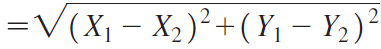 =√(X₁ − X₂)²+(Y₁ − Y₂)²